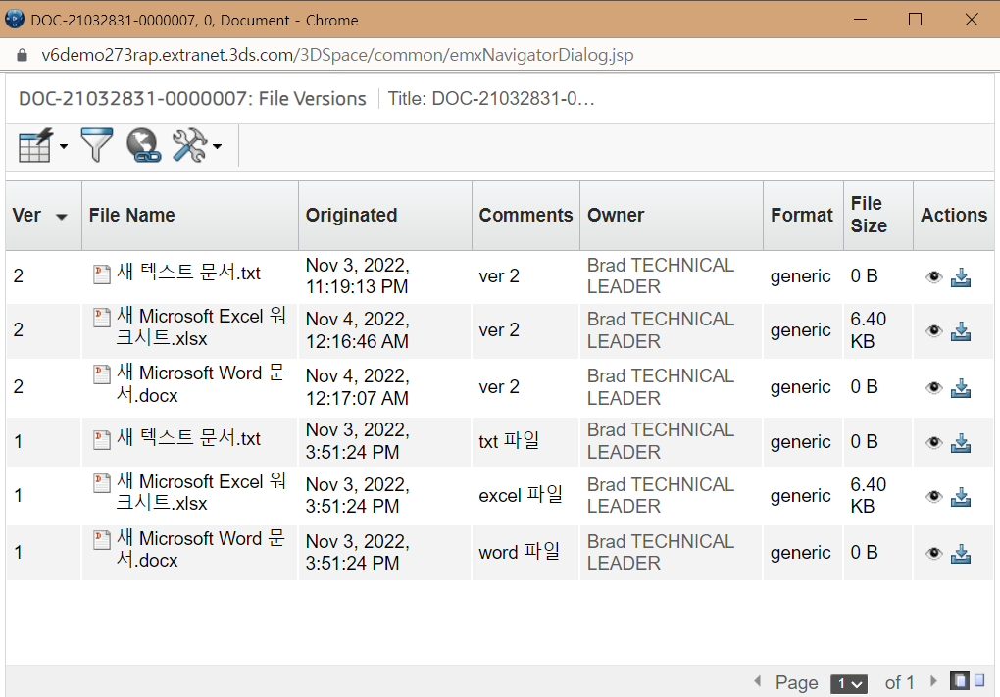 DOC-21032831-0000007, 0, Document - Chrome
v6demo273rap.extranet.3ds.com/3DSpace/common/emxNavigatorDialog.jsp
DOC-21032831-0000007: File Versions Title: DOC-21032831-0…
Ver File Name Originated Comments Owner Format File Size Actions
2 새 텍스트 문서.txt Nov 3, 2022, 11:19:13 PM ver 2 Brad TECHNICAL LEADER generic 0 B
2 새 Microsoft Excel 워크시트.xlsx Nov 4, 2022, 12:16:46 AM ver 2 Brad TECHNICAL LEADER generic 6.40 KB
2 새 Microsoft Word 문서.docx Nov 4, 2022, 12:17:07 AM ver 2 Brad TECHNICAL LEADER generic 0 B
1 새 텍스트 문서.txt Nov 3, 2022, 3:51:24 PM txt 파일 Brad TECHNICAL LEADER generic 0 B
1 새 Microsoft Excel 워크시트.xlsx Nov 3, 2022, 3:51:24 PM excel 파일 Brad TECHNICAL LEADER generic 6.40 KB
1 새 Microsoft Word 문서.docx Nov 3, 2022, 3:51:24 PM word 파일 Brad TECHNICAL LEADER generic 0 B
Page 1 of 1